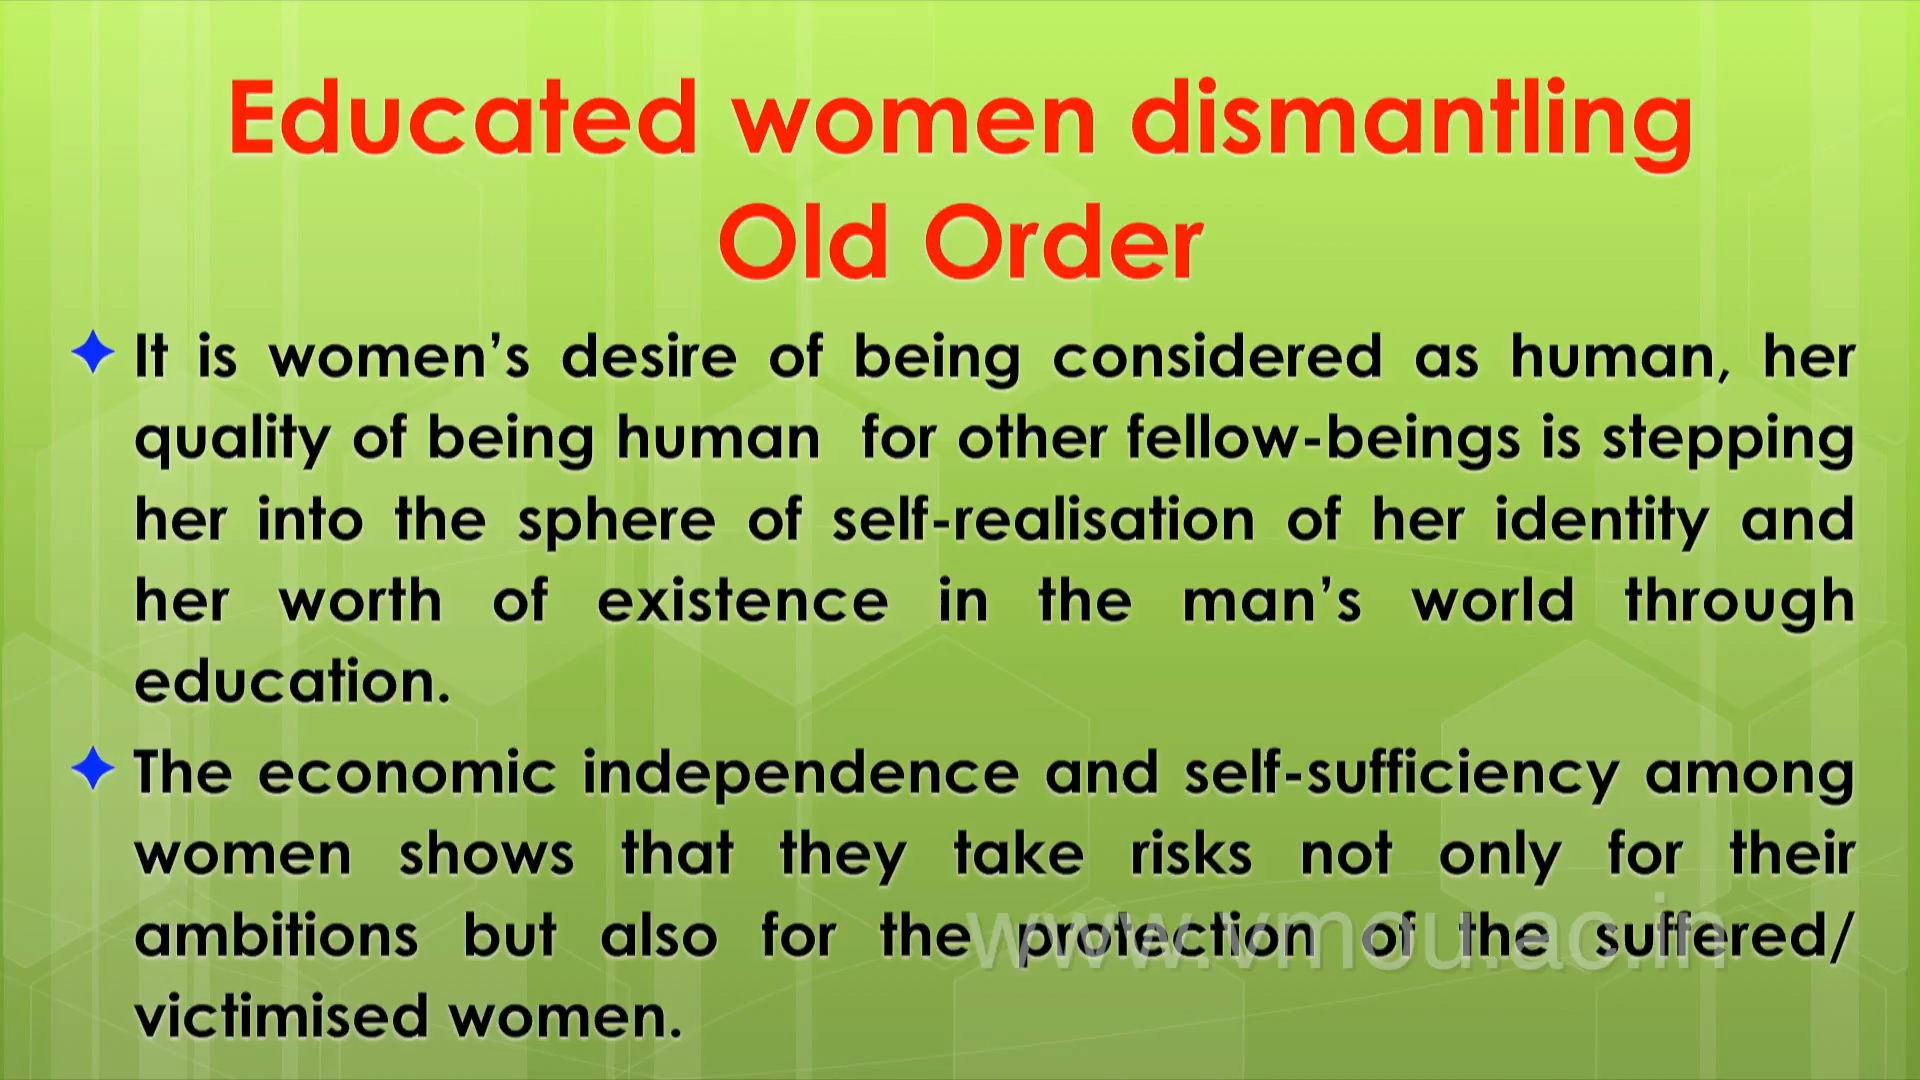 Educated women dismantling
Old Order
It is women’s desire of being considered as human, her
quality of being human for other fellow-beings is stepping
her into the sphere of self-realisation of her identity and
her worth of existence in the man’s world through
education.
The economic independence and self-sufficiency among
women shows that they take risks not only for their
ambitions but also for the protection of the suffered/
victimised women.
www.vmou.ac.in